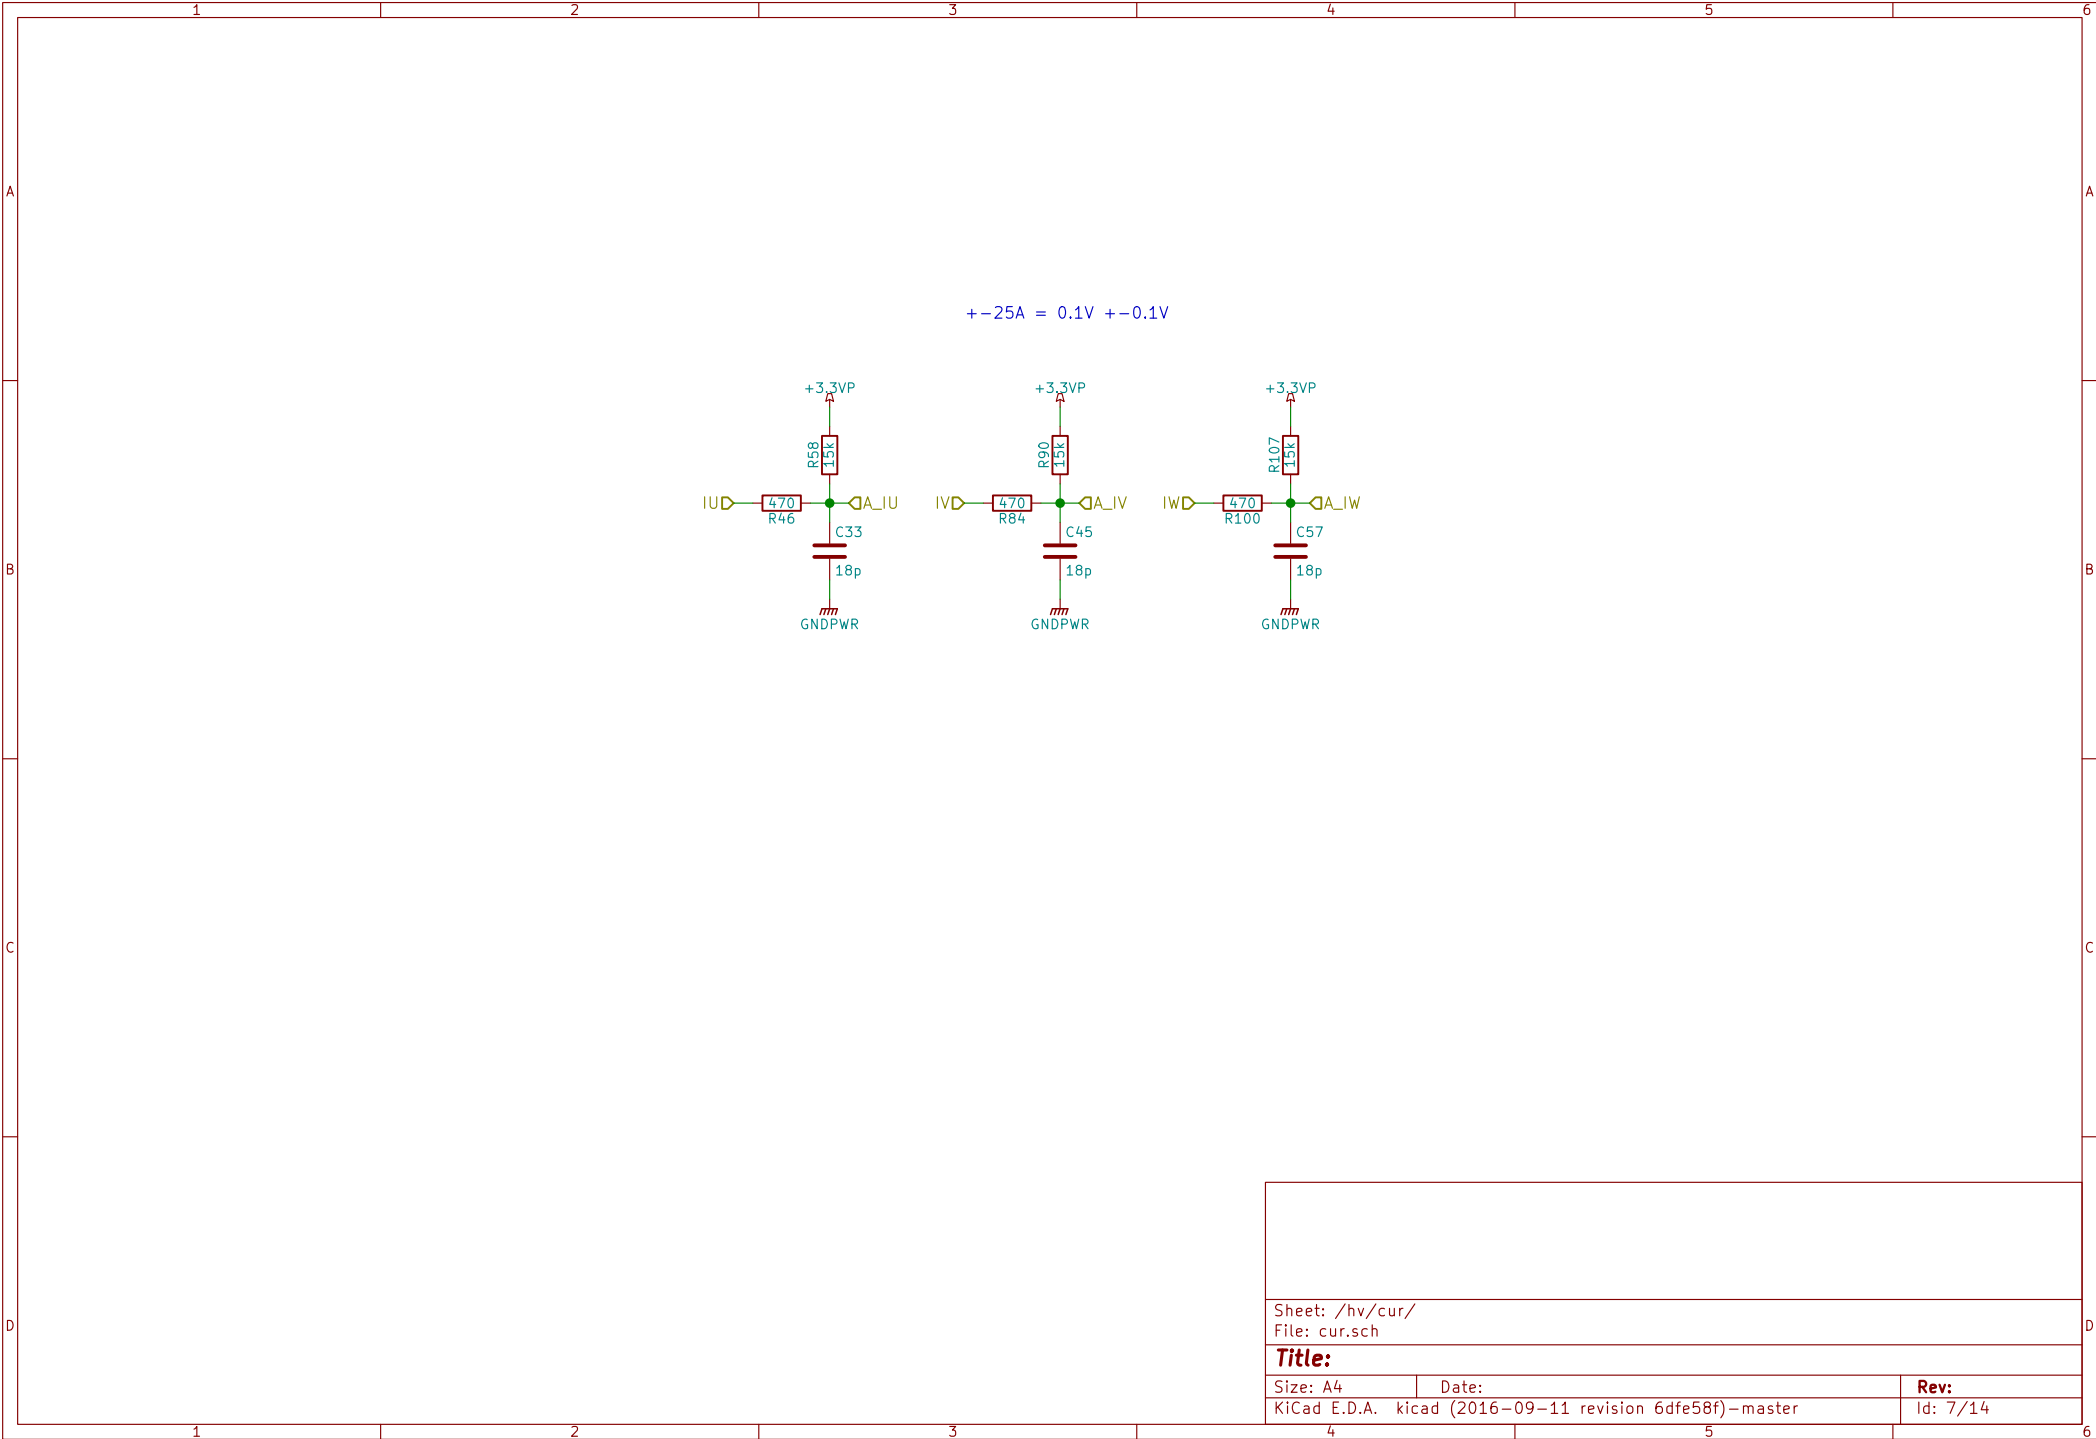 1 2 3 4 5 6
A A
+-25A = 0.1V +-0.1V
+3.3VP +3.3VP +3.3VP
R58 15k R90 15k R107 15k
IU 470 A_IU IV 470 A_IV IW 470 A_IW
R46 R84 R100
C33 C45 C57
B B
18p 18p 18p
GNDPWR GNDPWR GNDPWR
C C
Sheet: /hv/cur/
D D
File: cur.sch
Title:
Size: A4 Date: Rev:
KiCad E.D.A. kicad (2016-09-11 revision 6dfe58f)-master Id: 7/14
1 2 3 4 5 6